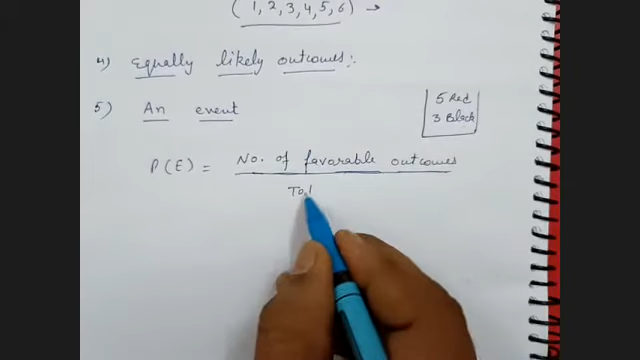 (1, 2, 3, 4, 5, 6) →
4) Equally likely outcomes:
5) An event
5 Red
3 Black
P(E) = No. of favorable outcomes
Tot